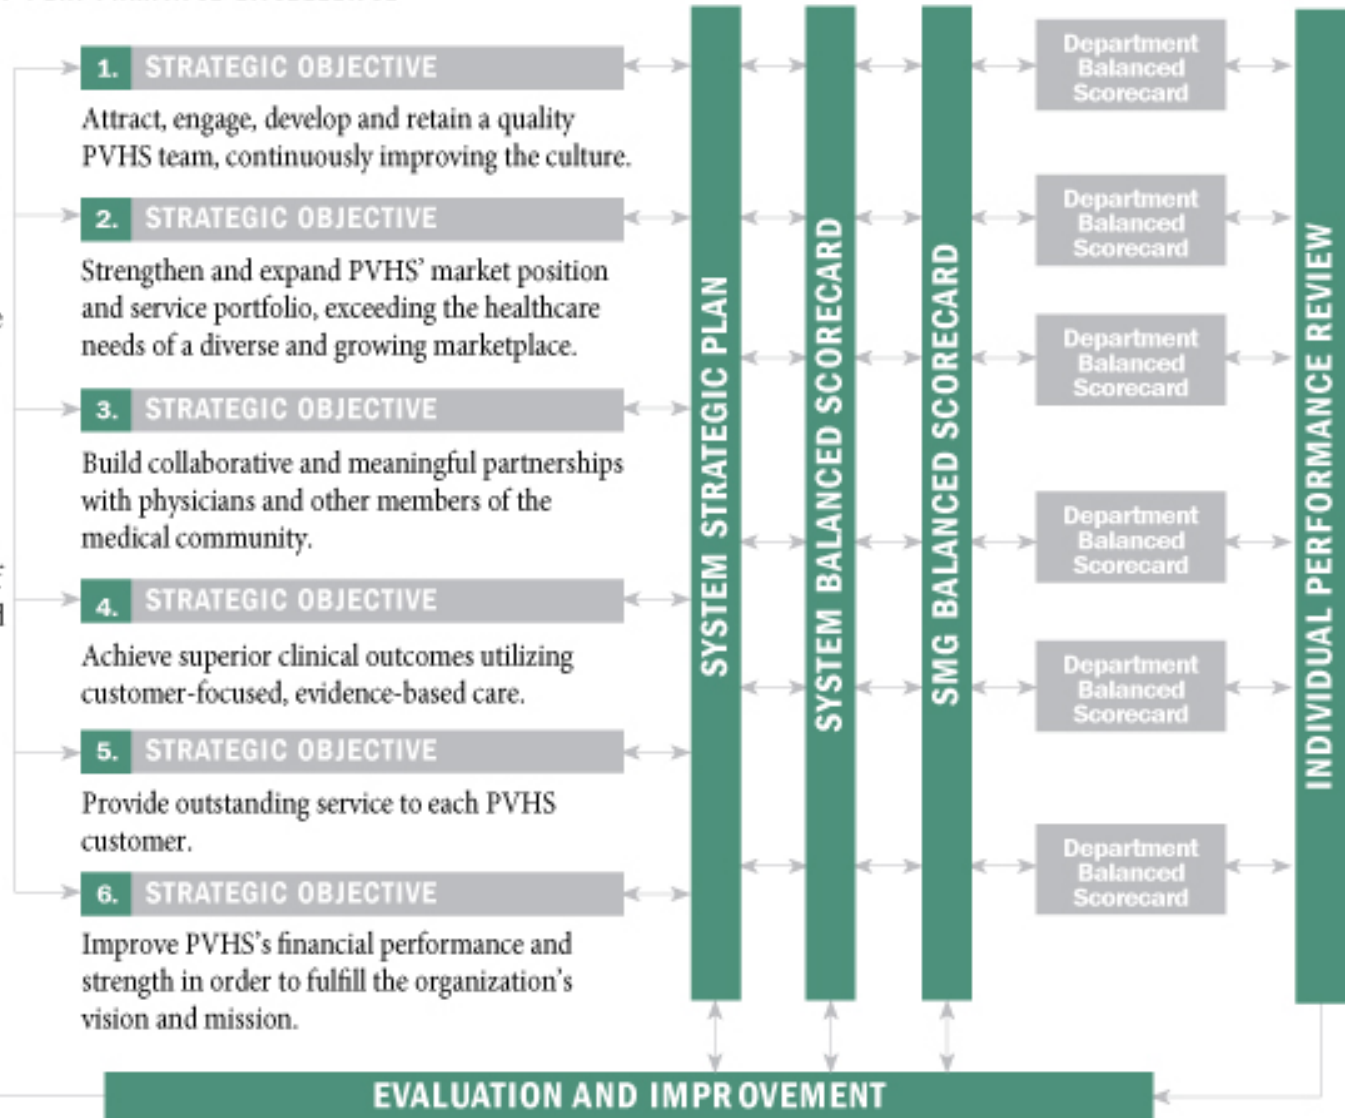 1. STRATEGIC OBJECTIVE
Attract, engage, develop and retain a quality
PVHS team, continuously improving the culture.
2. STRATEGIC OBJECTIVE
Strengthen and expand PVHS’ market position
and service portfolio, exceeding the healthcare
needs of a diverse and growing marketplace.
3. STRATEGIC OBJECTIVE
Build collaborative and meaningful partnerships
with physicians and other members of the
medical community.
4. STRATEGIC OBJECTIVE
Achieve superior clinical outcomes utilizing
customer-focused, evidence-based care.
5. STRATEGIC OBJECTIVE
Provide outstanding service to each PVHS
customer.
6. STRATEGIC OBJECTIVE
Improve PVHS’s financial performance and
strength in order to fulfill the organization’s
vision and mission.
SYSTEM STRATEGIC PLAN
SYSTEM BALANCED SCORECARD
SMG BALANCED SCORECARD
Department
Balanced
Scorecard
Department
Balanced
Scorecard
Department
Balanced
Scorecard
Department
Balanced
Scorecard
Department
Balanced
Scorecard
Department
Balanced
Scorecard
INDIVIDUAL PERFORMANCE REVIEW
EVALUATION AND IMPROVEMENT